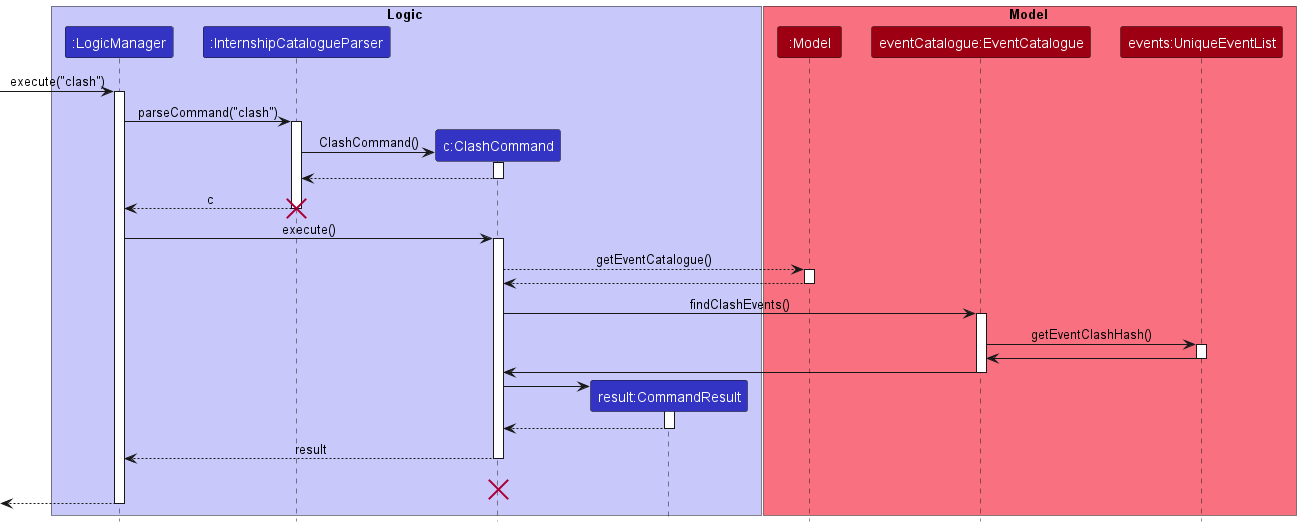 Logic
Model
:LogicManager
:InternshipCatalogueParser
:Model
eventCatalogue:EventCatalogue
events:UniqueEventList
execute("clash")
parseCommand("clash")
ClashCommand()
c:ClashCommand
c
execute()
getEventCatalogue()
findClashEvents()
getEventClashHash()
result:CommandResult
result